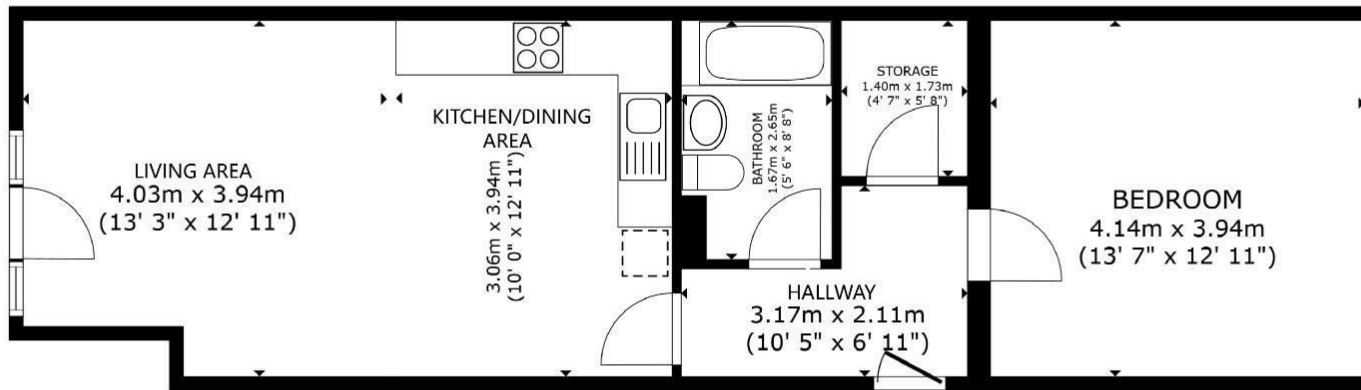 LIVING AREA
4.03m x 3.94m
(13' 3" x 12' 11")
KITCHEN/DINING
AREA
3.06m x 3.94m
(10' 0" x 12' 11")
BATHROOM
1.67m x 2.65m
(5' 6" x 8' 8")
STORAGE
1.40m x 1.73m
(4' 7" x 5' 8")
HALLWAY
3.17m x 2.11m
(10' 5" x 6' 11")
BEDROOM
4.14m x 3.94m
(13' 7" x 12' 11")